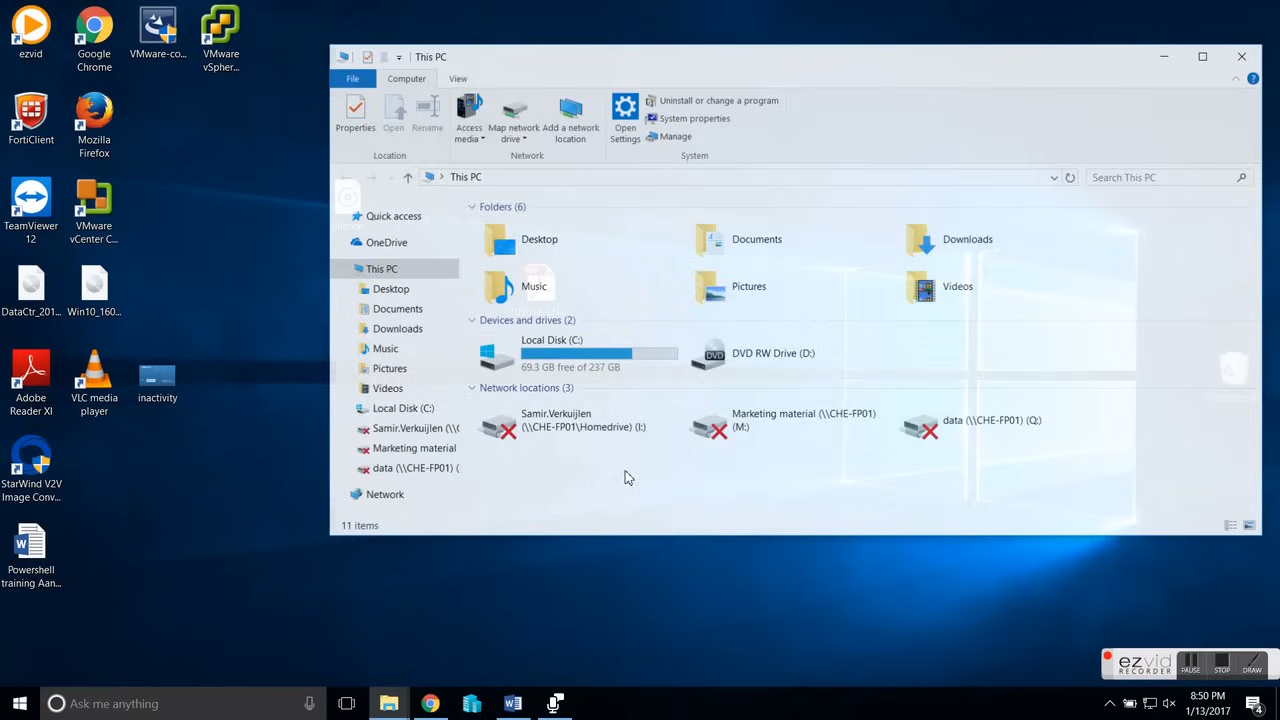 ezvid
Google
Chrome
VMware-co...
VMware
vSpher...
FortiClient
Mozilla
Firefox
TeamViewer
12
VMware
vCenter C...
DataCtr_201...
Win10_160...
Adobe
Reader XI
VLC media
player
inactivity
StarWind V2V
Image Conv...
Powershell
training Aan...
This PC
File
Computer
View
Properties
Open
Rename
Access
media
Map network
drive
Add a network
location
Open
Settings
Uninstall or change a program
System properties
Manage
Location
Network
System
This PC
Search This PC
Quick access
OneDrive
This PC
Desktop
Documents
Downloads
Music
Pictures
Videos
Local Disk (C:)
Samir.Verkuijlen (\\C
Marketing material
data (\\CHE-FP01) (
Network
Folders (6)
Desktop
Documents
Downloads
Music
Pictures
Videos
Devices and drives (2)
Local Disk (C:)
69.3 GB free of 237 GB
DVD
DVD RW Drive (D:)
Network locations (3)
Samir.Verkuijlen
(\\CHE-FP01\Homedrive) (I:)
Marketing material (\\CHE-FP01)
(M:)
data (\\CHE-FP01) (Q:)
11 items
ezvid
RECORDER
PAUSE
STOP
DRAW
Ask me anything
8:50 PM
1/13/2017
4